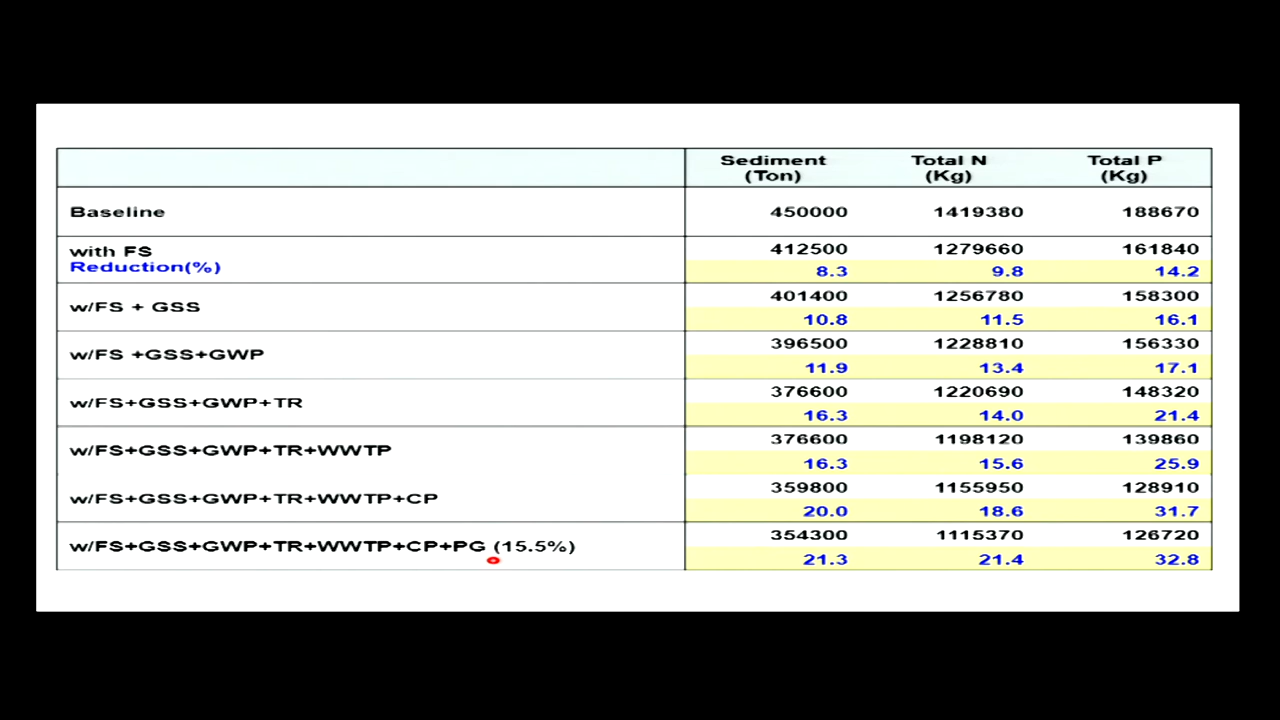 Sediment (Ton) Total N (Kg) Total P (Kg)
Baseline 450000 1419380 188670
with FS 412500 1279660 161840
Reduction(%) 8.3 9.8 14.2
w/FS + GSS 401400 1256780 158300
10.8 11.5 16.1
w/FS +GSS+GWP 396500 1228810 156330
11.9 13.4 17.1
w/FS+GSS+GWP+TR 376600 1220690 148320
16.3 14.0 21.4
w/FS+GSS+GWP+TR+WWTP 376600 1198120 139860
16.3 15.6 25.9
w/FS+GSS+GWP+TR+WWTP+CP 359800 1155950 128910
20.0 18.6 31.7
w/FS+GSS+GWP+TR+WWTP+CP+PG (15.5%) 354300 1115370 126720
21.3 21.4 32.8